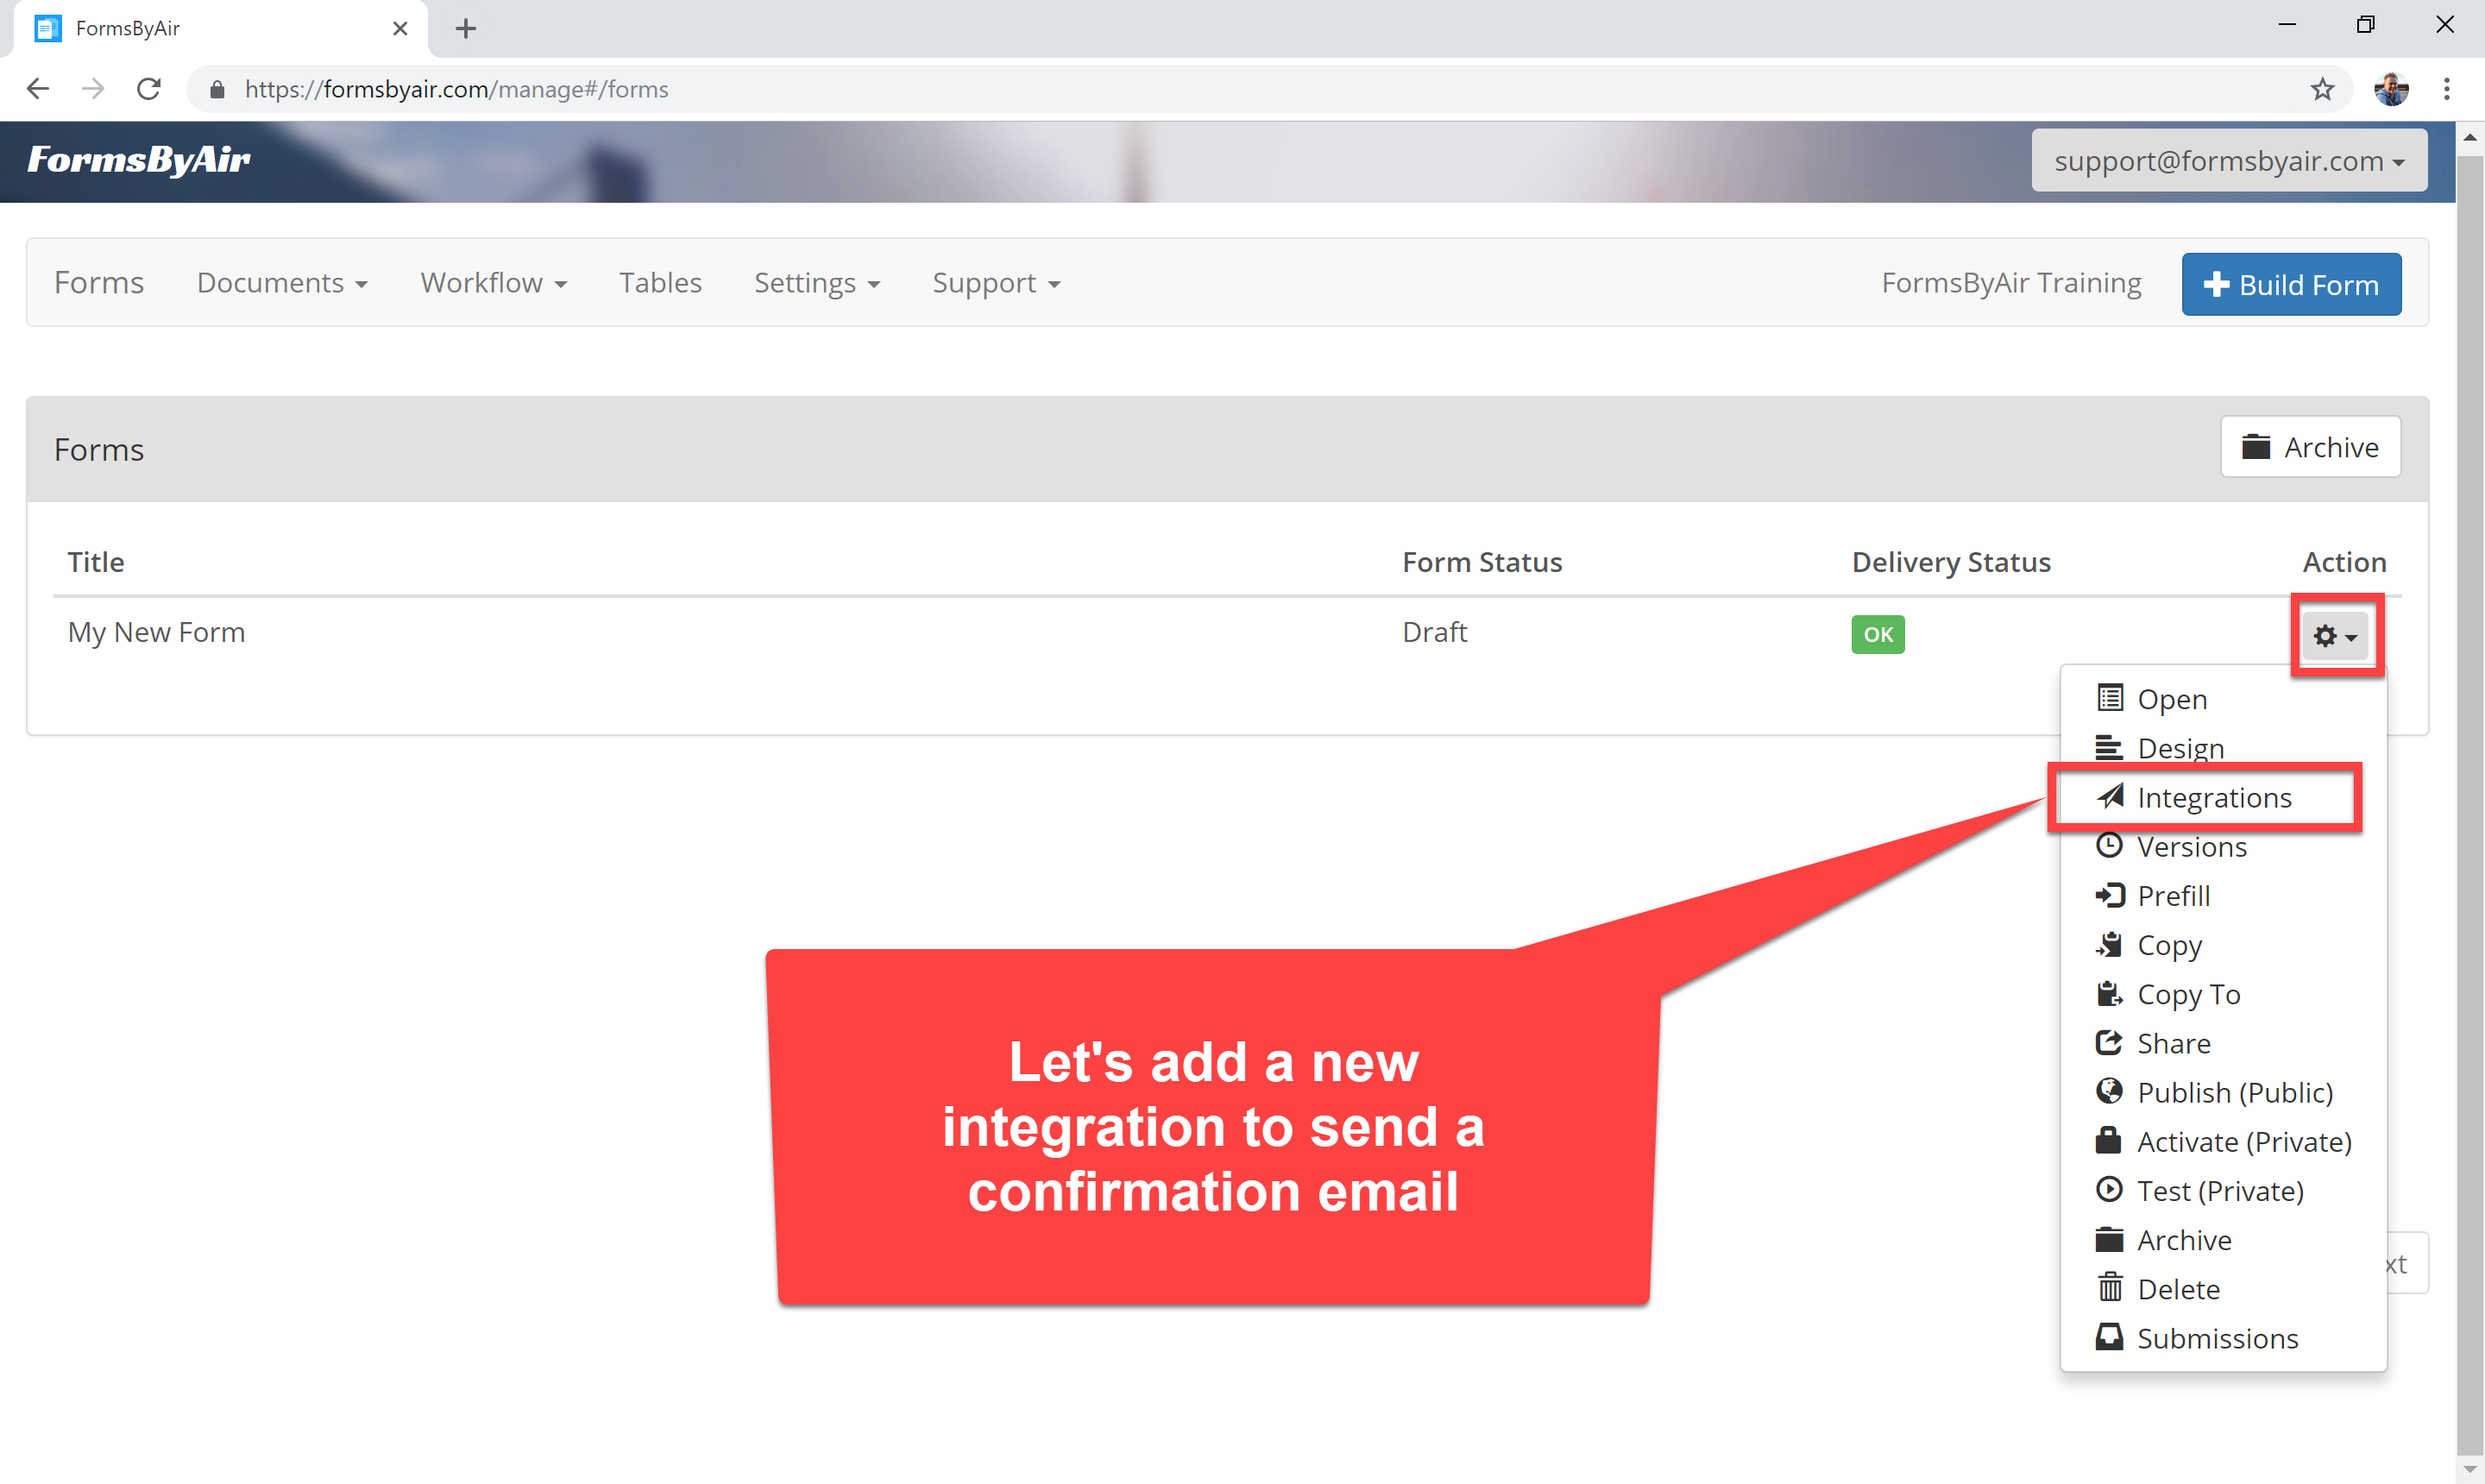 FormsByAir
https://formsbyair.com/manage#/forms
FormsByAir
support@formsbyair.com
Forms Documents Workflow Tables Settings Support FormsByAir Training Build Form
Forms Archive
Title Form Status Delivery Status Action
My New Form Draft OK
Open
Design
Integrations
Versions
Prefill
Copy
Copy To
Share
Publish (Public)
Activate (Private)
Test (Private)
Archive
Delete
Submissions
Let's add a new
integration to send a
confirmation email